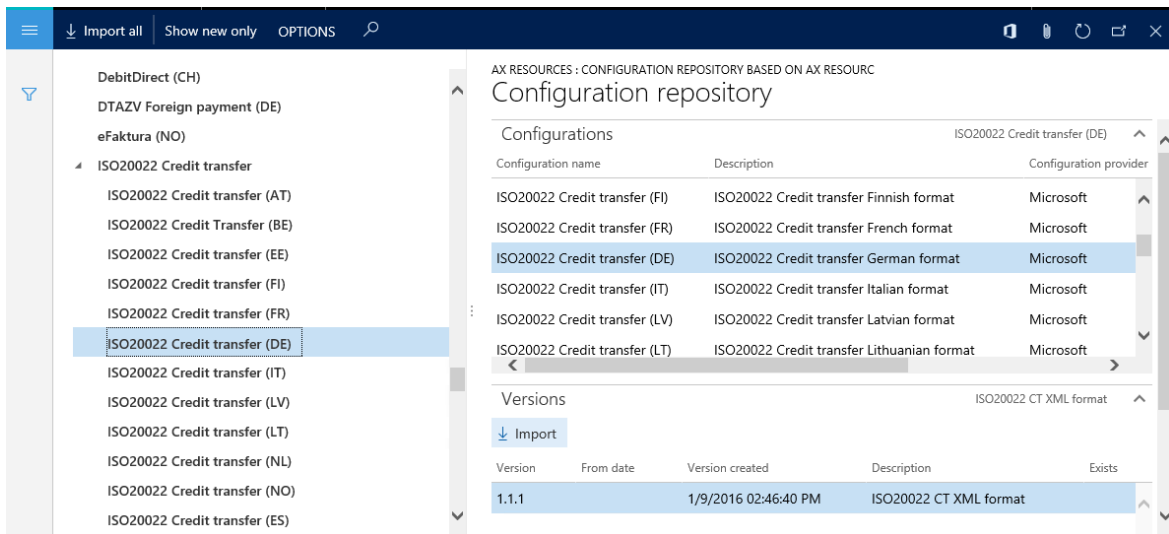 Import all Show new only OPTIONS
DebitDirect (CH)
DTAZV Foreign payment (DE)
eFaktura (NO)
ISO20022 Credit transfer
ISO20022 Credit transfer (AT)
ISO20022 Credit Transfer (BE)
ISO20022 Credit transfer (EE)
ISO20022 Credit transfer (FI)
ISO20022 Credit transfer (FR)
ISO20022 Credit transfer (DE)
ISO20022 Credit transfer (IT)
ISO20022 Credit transfer (LV)
ISO20022 Credit transfer (LT)
ISO20022 Credit transfer (NL)
ISO20022 Credit transfer (NO)
ISO20022 Credit transfer (ES)
AX RESOURCES : CONFIGURATION REPOSITORY BASED ON AX RESOURC
Configuration repository
Configurations ISO20022 Credit transfer (DE)
Configuration name Description Configuration provider
ISO20022 Credit transfer (FI) ISO20022 Credit transfer Finnish format Microsoft
ISO20022 Credit transfer (FR) ISO20022 Credit transfer French format Microsoft
ISO20022 Credit transfer (DE) ISO20022 Credit transfer German format Microsoft
ISO20022 Credit transfer (IT) ISO20022 Credit transfer Italian format Microsoft
ISO20022 Credit transfer (LV) ISO20022 Credit transfer Latvian format Microsoft
ISO20022 Credit transfer (LT) ISO20022 Credit transfer Lithuanian format Microsoft
Versions ISO20022 CT XML format
Import
Version From date Version created Description Exists
1.1.1 1/9/2016 02:46:40 PM ISO20022 CT XML format